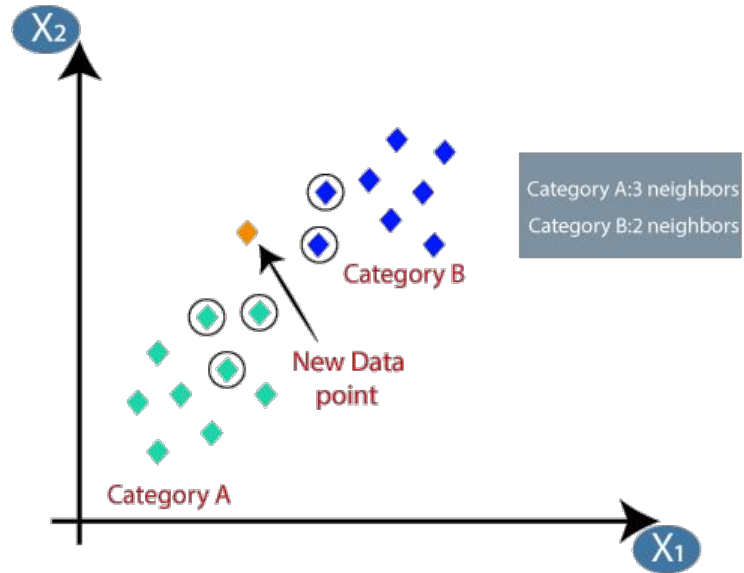 X₂
Category A:3 neighbors
Category B:2 neighbors
Category B
New Data
point
Category A
X₁